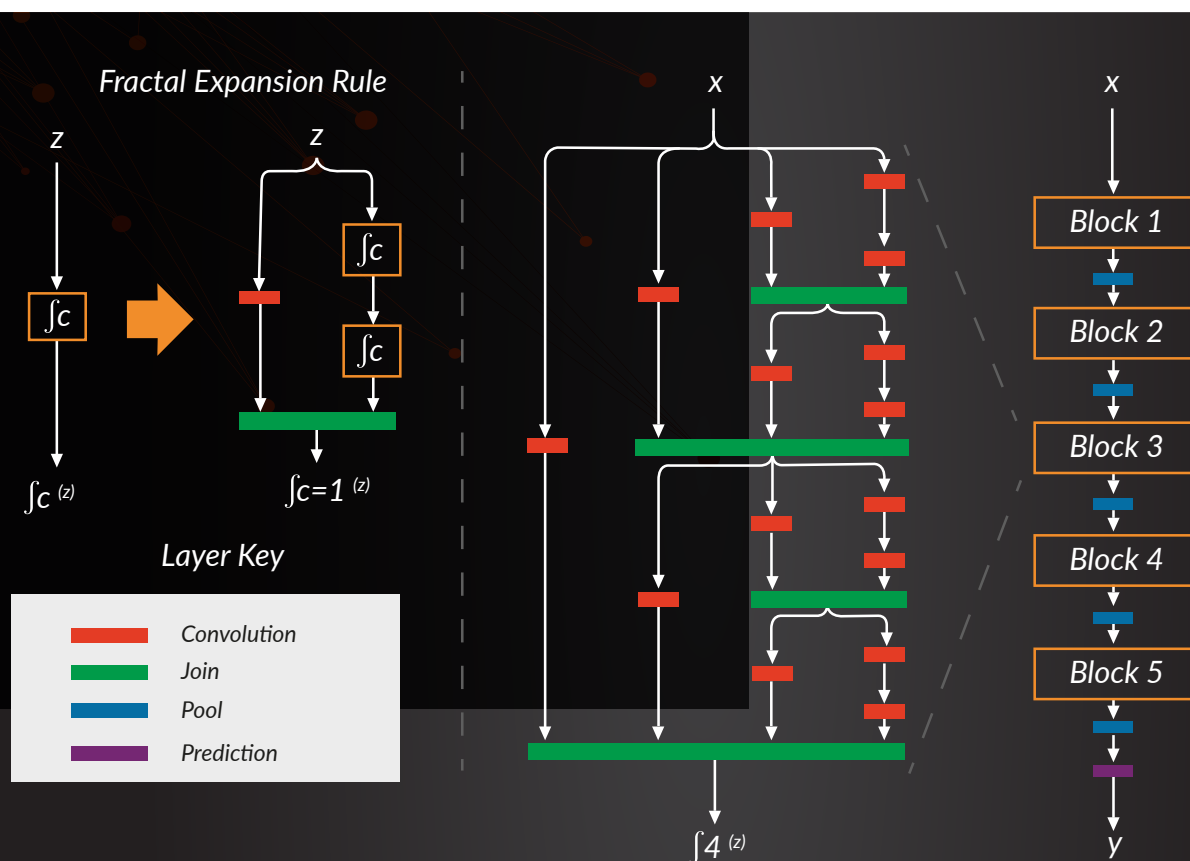 Fractal Expansion Rule
z
∫c
∫c (z)
z
∫c
∫c
∫c=1 (z)
Layer Key
Convolution
Join
Pool
Prediction
x
∫4 (z)
x
Block 1
Block 2
Block 3
Block 4
Block 5
y